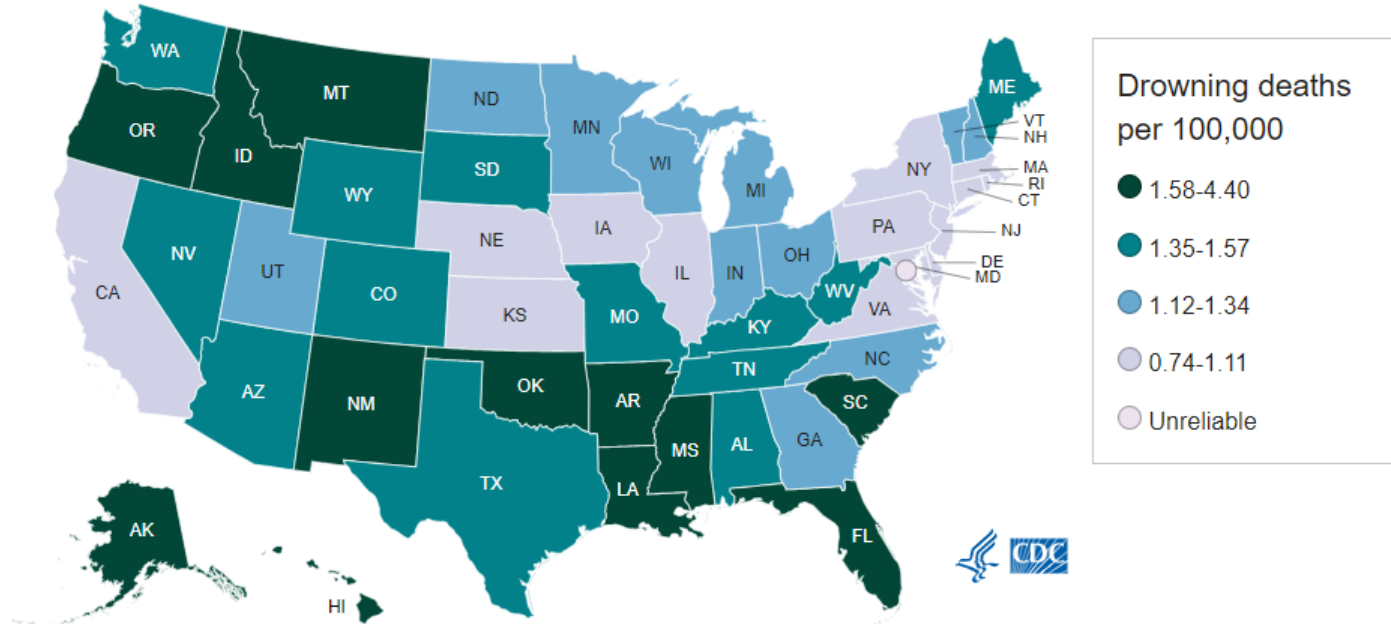 WA
MT
ME
ND
VT
OR
MN
NH
ID
WI
SD
NY
MA
MI
RI
WY
CT
IA
PA
NE
NJ
NV
OH
UT
IL
IN
DE
MD
CA
CO
WV
VA
KS
MO
KY
NC
TN
OK
AZ
NM
AR
SC
MS
AL
GA
TX
LA
AK
FL
HI
CDC
Drowning deaths
per 100,000
1.58-4.40
1.35-1.57
1.12-1.34
0.74-1.11
Unreliable